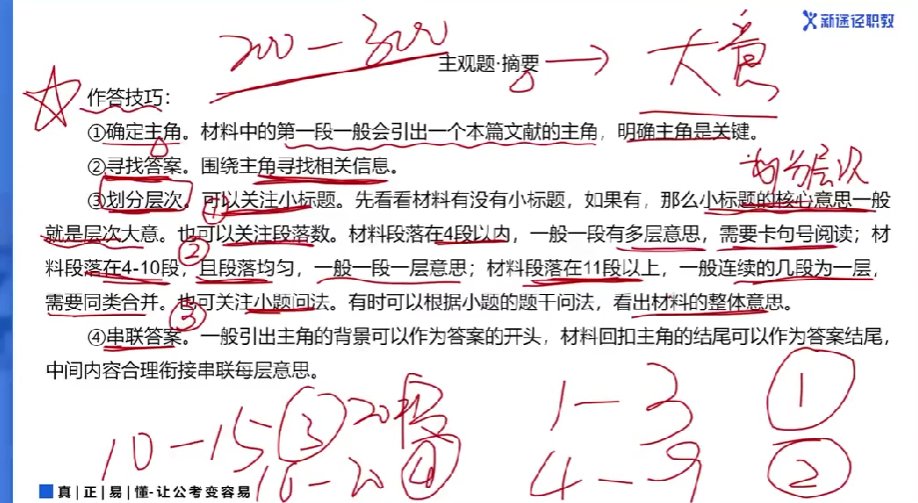 新途径职教
200-300
主观题·摘要
大意
作答技巧：
①确定主角。材料中的第一段一般会引出一个本篇文献的主角，明确主角是关键。
②寻找答案。围绕主角寻找相关信息。
划分层次
③划分层次。可以关注小标题。先看看材料有没有小标题，如果有，那么小标题的核心意思一般
①
就是层次大意。也可以关注段落数。材料段落在4段以内，一般一段有多层意思，需要卡句号阅读；材
②
料段落在4-10段，且段落均匀，一般一段一层意思；材料段落在11段以上，一般连续的几段为一层，
需要同类合并。也可关注小题问法。有时可以根据小题的题干问法，看出材料的整体意思。
③
④串联答案。一般引出主角的背景可以作为答案的开头，材料回扣主角的结尾可以作为答案结尾，
中间内容合理衔接串联每层意思。
1-3 ①
10-15 ③
4-9 ②
④
真|正|易|懂-让公考变容易